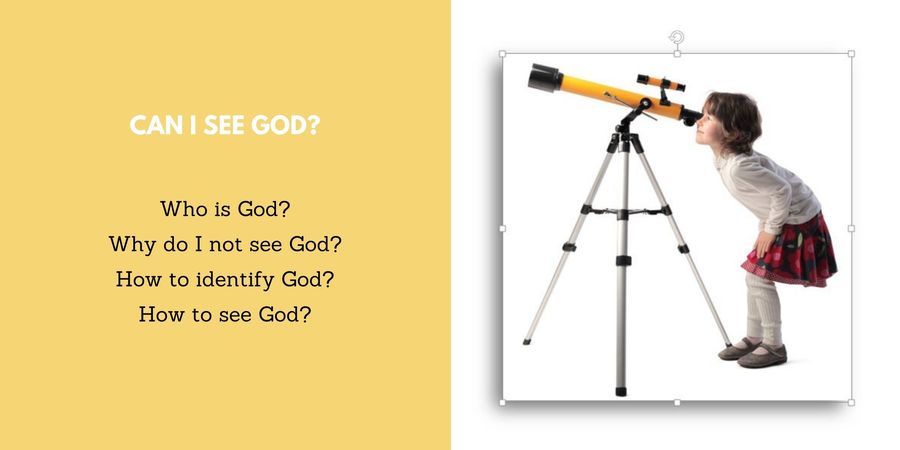 CAN I SEE GOD?
Who is God?
Why do I not see God?
How to identify God?
How to see God?